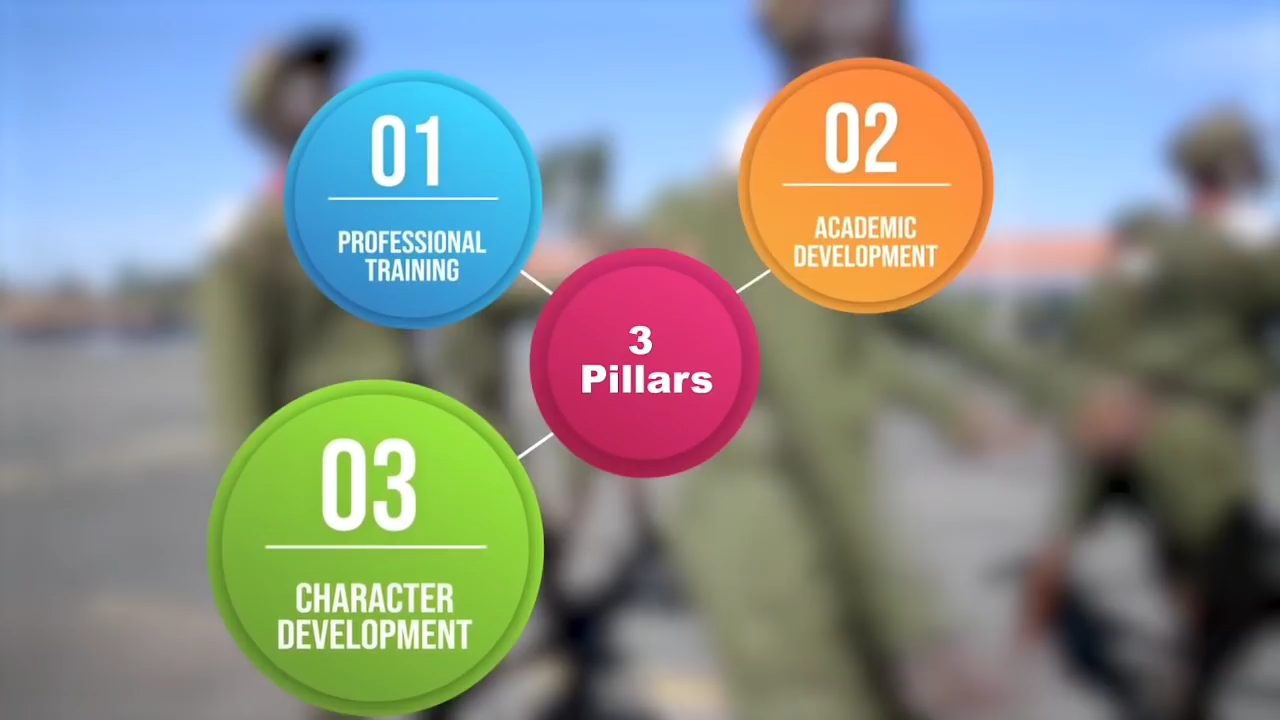 01
PROFESSIONAL
TRAINING
02
ACADEMIC
DEVELOPMENT
3
Pillars
03
CHARACTER
DEVELOPMENT